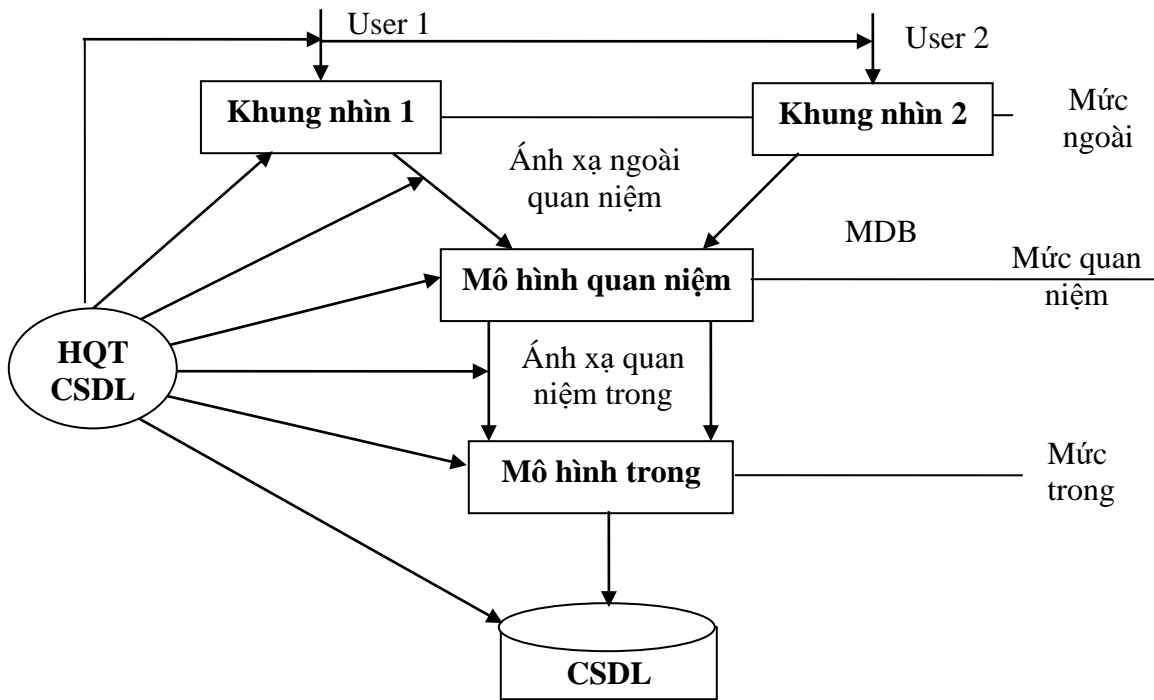 User 1
User 2
Khung nhìn 1
Khung nhìn 2
Mức
ngoài
Ánh xạ ngoài
quan niệm
MDB
Mô hình quan niệm
Mức quan
niệm
HQT
CSDL
Ánh xạ quan
niệm trong
Mô hình trong
Mức
trong
CSDL